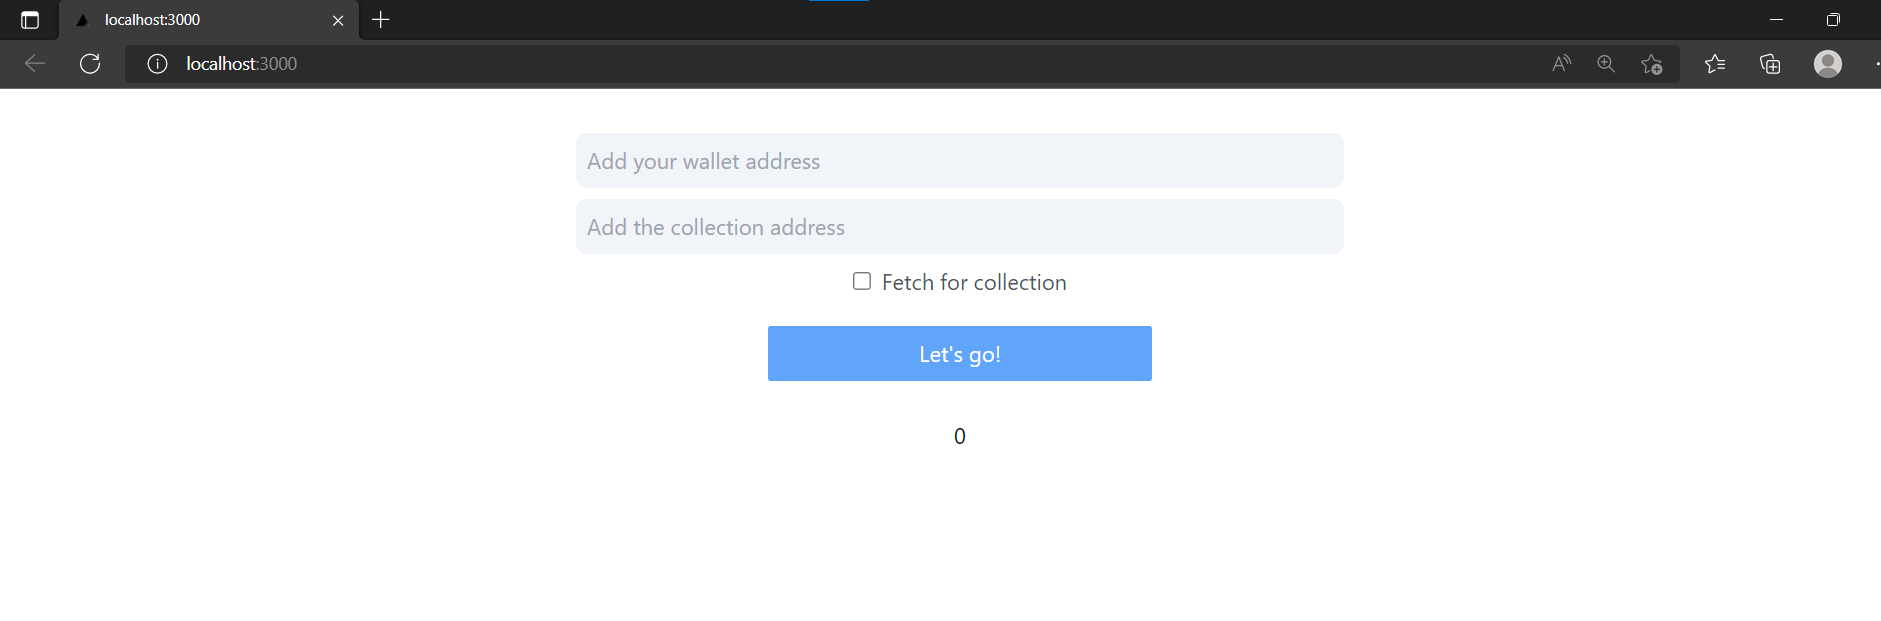 localhost:3000
localhost:3000
Add your wallet address
Add the collection address
Fetch for collection
Let's go!
0